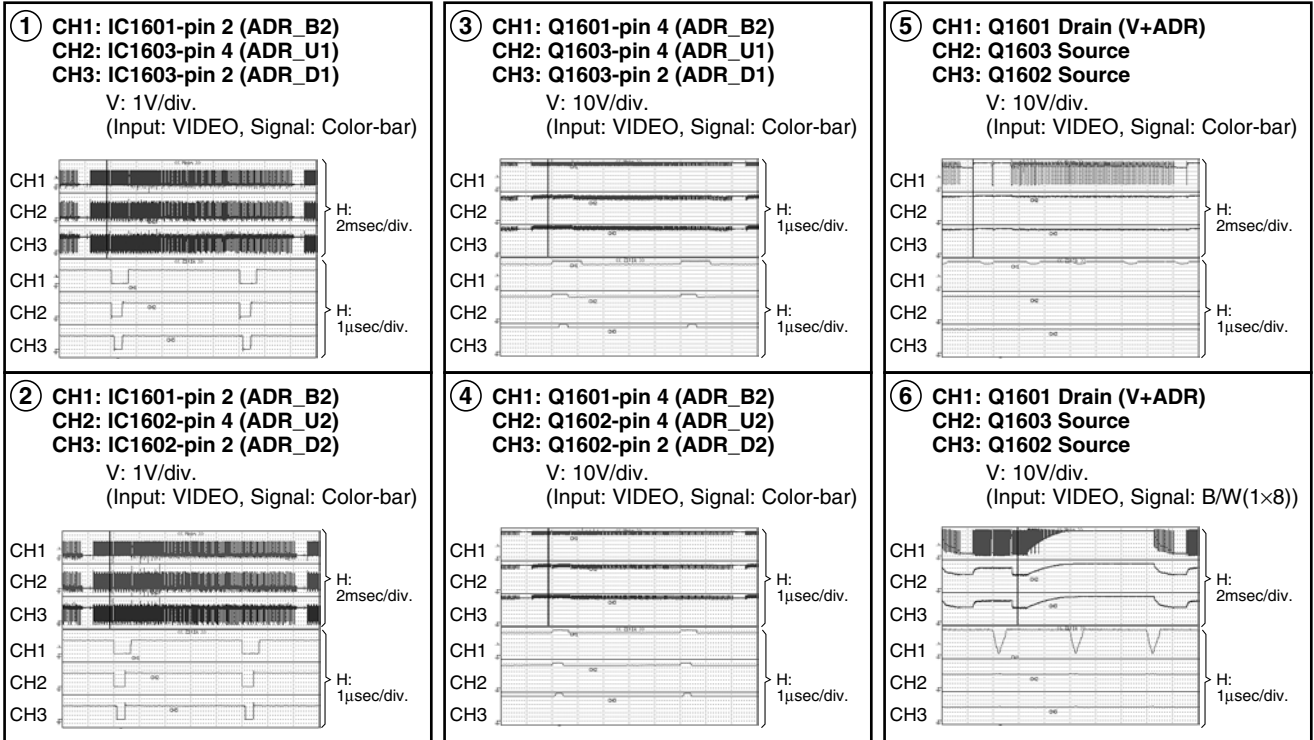 ① CH1: IC1601-pin 2 (ADR_B2)
CH2: IC1603-pin 4 (ADR_U1)
CH3: IC1603-pin 2 (ADR_D1)
V: 1V/div.
(Input: VIDEO, Signal: Color-bar)
CH1
CH2
CH3
H:
2msec/div.
CH1
CH2
CH3
H:
1μsec/div.
② CH1: IC1601-pin 2 (ADR_B2)
CH2: IC1602-pin 4 (ADR_U2)
CH3: IC1602-pin 2 (ADR_D2)
V: 1V/div.
(Input: VIDEO, Signal: Color-bar)
CH1
CH2
CH3
H:
2msec/div.
CH1
CH2
CH3
H:
1μsec/div.
③ CH1: Q1601-pin 4 (ADR_B2)
CH2: Q1603-pin 4 (ADR_U1)
CH3: Q1603-pin 2 (ADR_D1)
V: 10V/div.
(Input: VIDEO, Signal: Color-bar)
CH1
CH2
CH3
H:
1μsec/div.
CH1
CH2
CH3
H:
1μsec/div.
④ CH1: Q1601-pin 4 (ADR_B2)
CH2: Q1602-pin 4 (ADR_U2)
CH3: Q1602-pin 2 (ADR_D2)
V: 10V/div.
(Input: VIDEO, Signal: Color-bar)
CH1
CH2
CH3
H:
1μsec/div.
CH1
CH2
CH3
H:
1μsec/div.
⑤ CH1: Q1601 Drain (V+ADR)
CH2: Q1603 Source
CH3: Q1602 Source
V: 10V/div.
(Input: VIDEO, Signal: Color-bar)
CH1
CH2
CH3
H:
2msec/div.
CH1
CH2
CH3
H:
1μsec/div.
⑥ CH1: Q1601 Drain (V+ADR)
CH2: Q1603 Source
CH3: Q1602 Source
V: 10V/div.
(Input: VIDEO, Signal: B/W(1×8))
CH1
CH2
CH3
H:
2msec/div.
CH1
CH2
CH3
H:
1μsec/div.